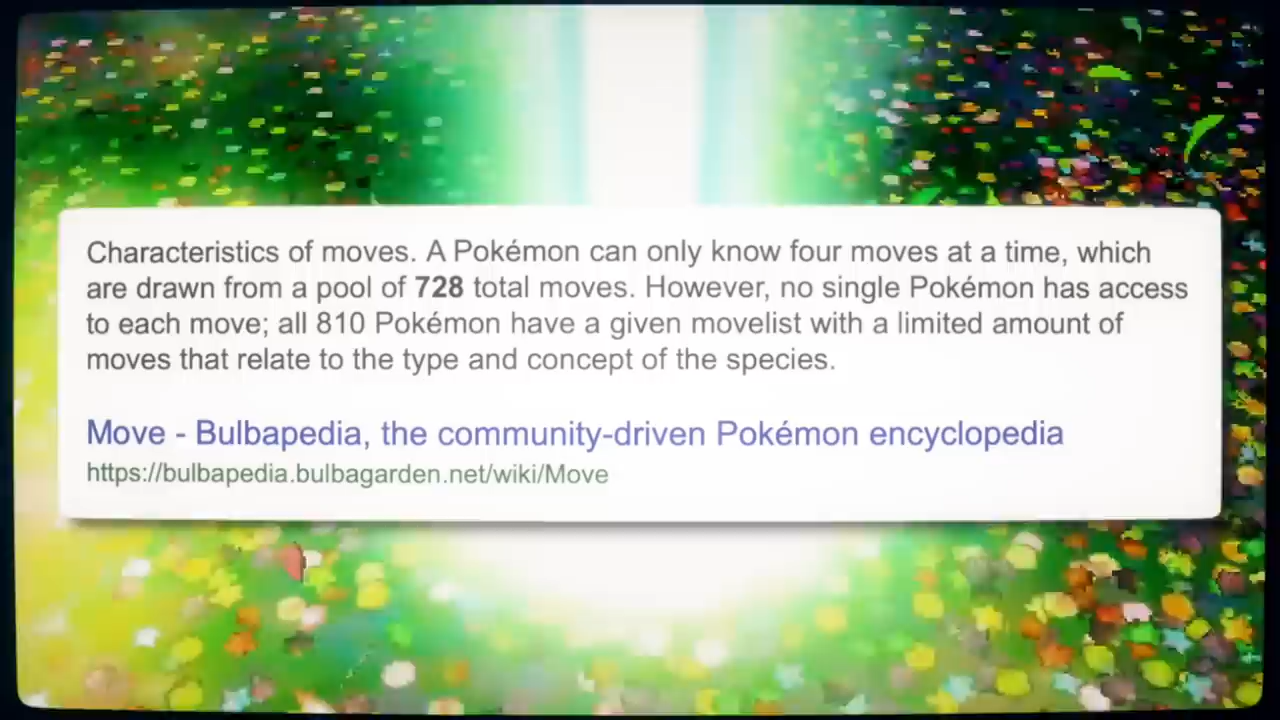 Characteristics of moves. A Pokémon can only know four moves at a time, which
are drawn from a pool of 728 total moves. However, no single Pokémon has access
to each move; all 810 Pokémon have a given movelist with a limited amount of
moves that relate to the type and concept of the species.
Move - Bulbapedia, the community-driven Pokémon encyclopedia
https://bulbapedia.bulbagarden.net/wiki/Move